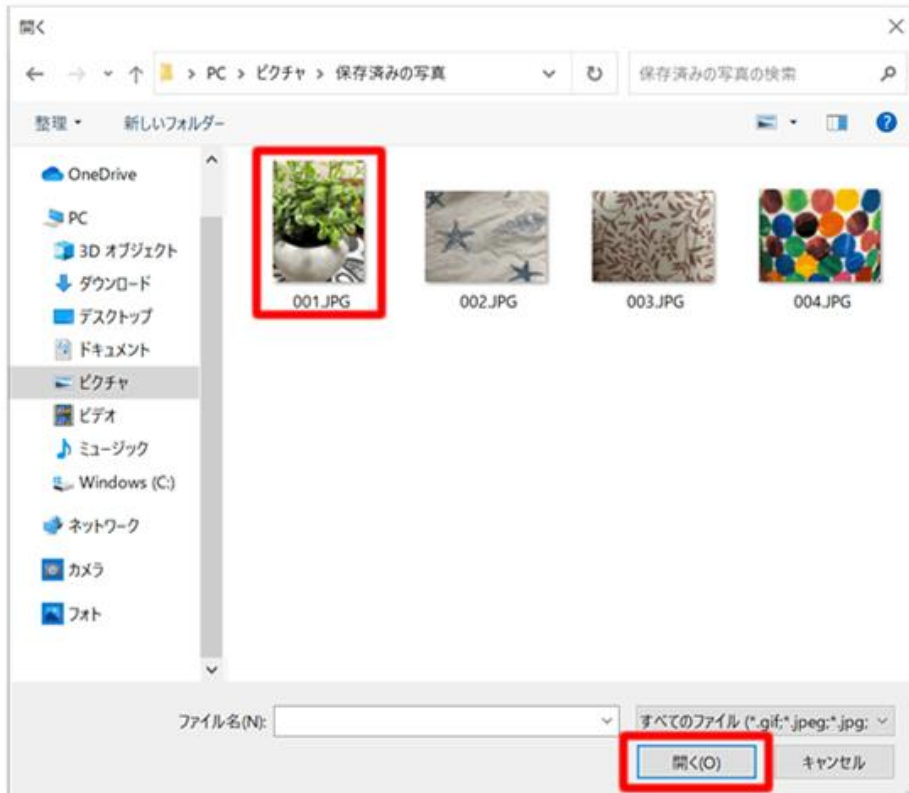 開く
PC › ピクチャ › 保存済みの写真
保存済みの写真の検索
整理
新しいフォルダー
OneDrive
PC
3D オブジェクト
ダウンロード
デスクトップ
ドキュメント
ピクチャ
ビデオ
ミュージック
Windows (C:)
ネットワーク
カメラ
フォト
001.JPG
002.JPG
003.JPG
004.JPG
ファイル名(N):
すべてのファイル (*.gif;*.jpeg;*.jpg;
開く(O)
キャンセル